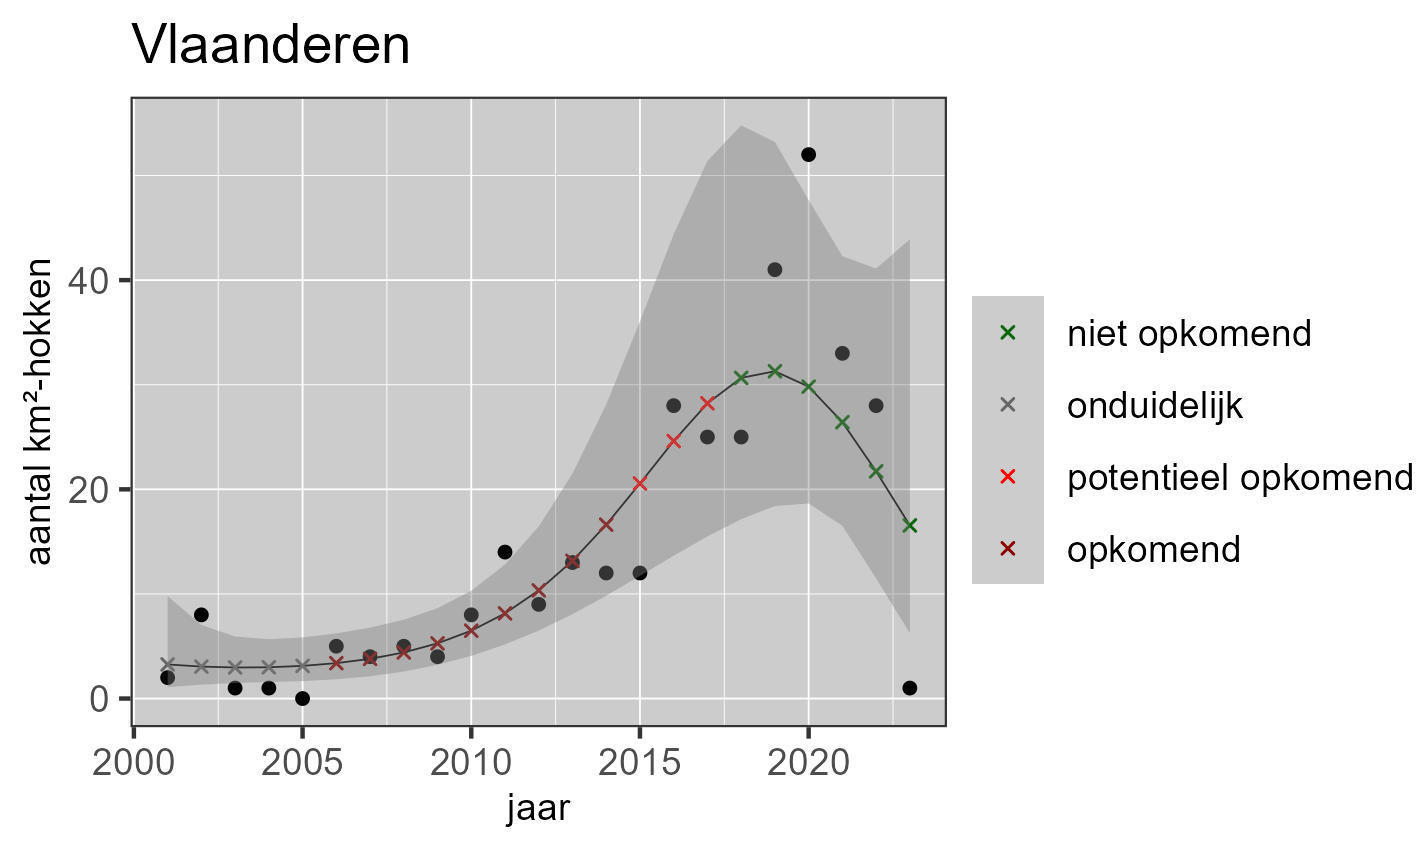 Vlaanderen
aantal km²-hokken
40
20
0
2000 2005 2010 2015 2020
jaar
niet opkomend
onduidelijk
potentieel opkomend
opkomend